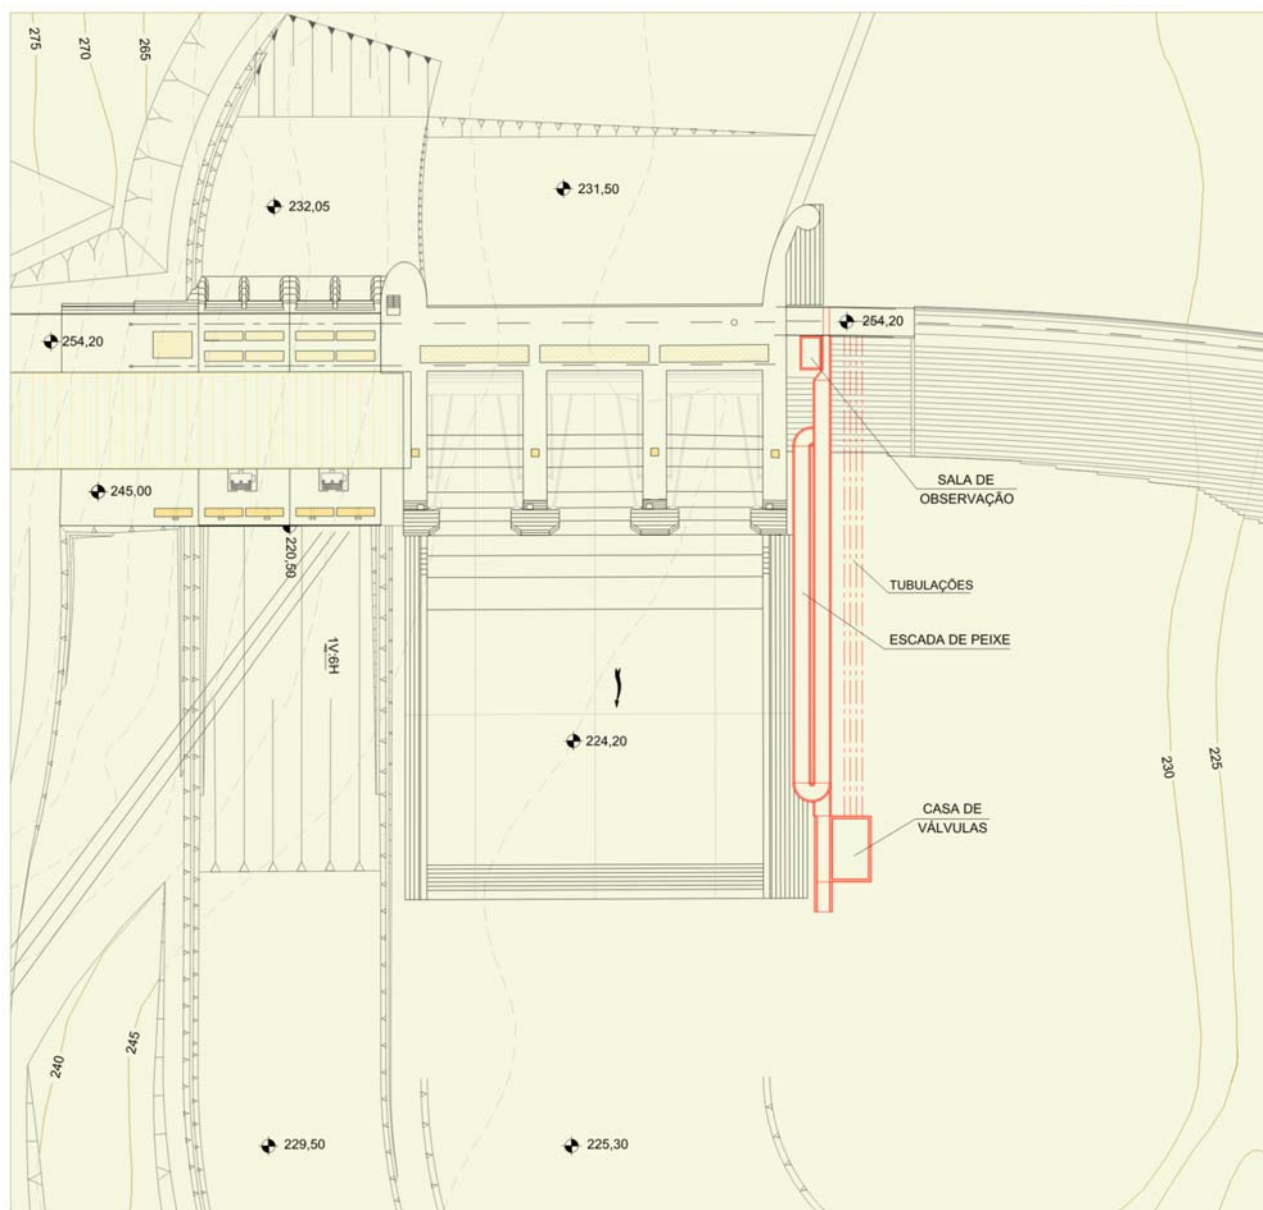 275
270
265
232,05
231,50
254,20
254,20
245,00
SALA DE
OBSERVAÇÃO
220,50
TUBULAÇÕES
ESCADA DE PEIXE
1V:6H
224,20
230
225
CASA DE
VÁLVULAS
240
245
229,50
225,30